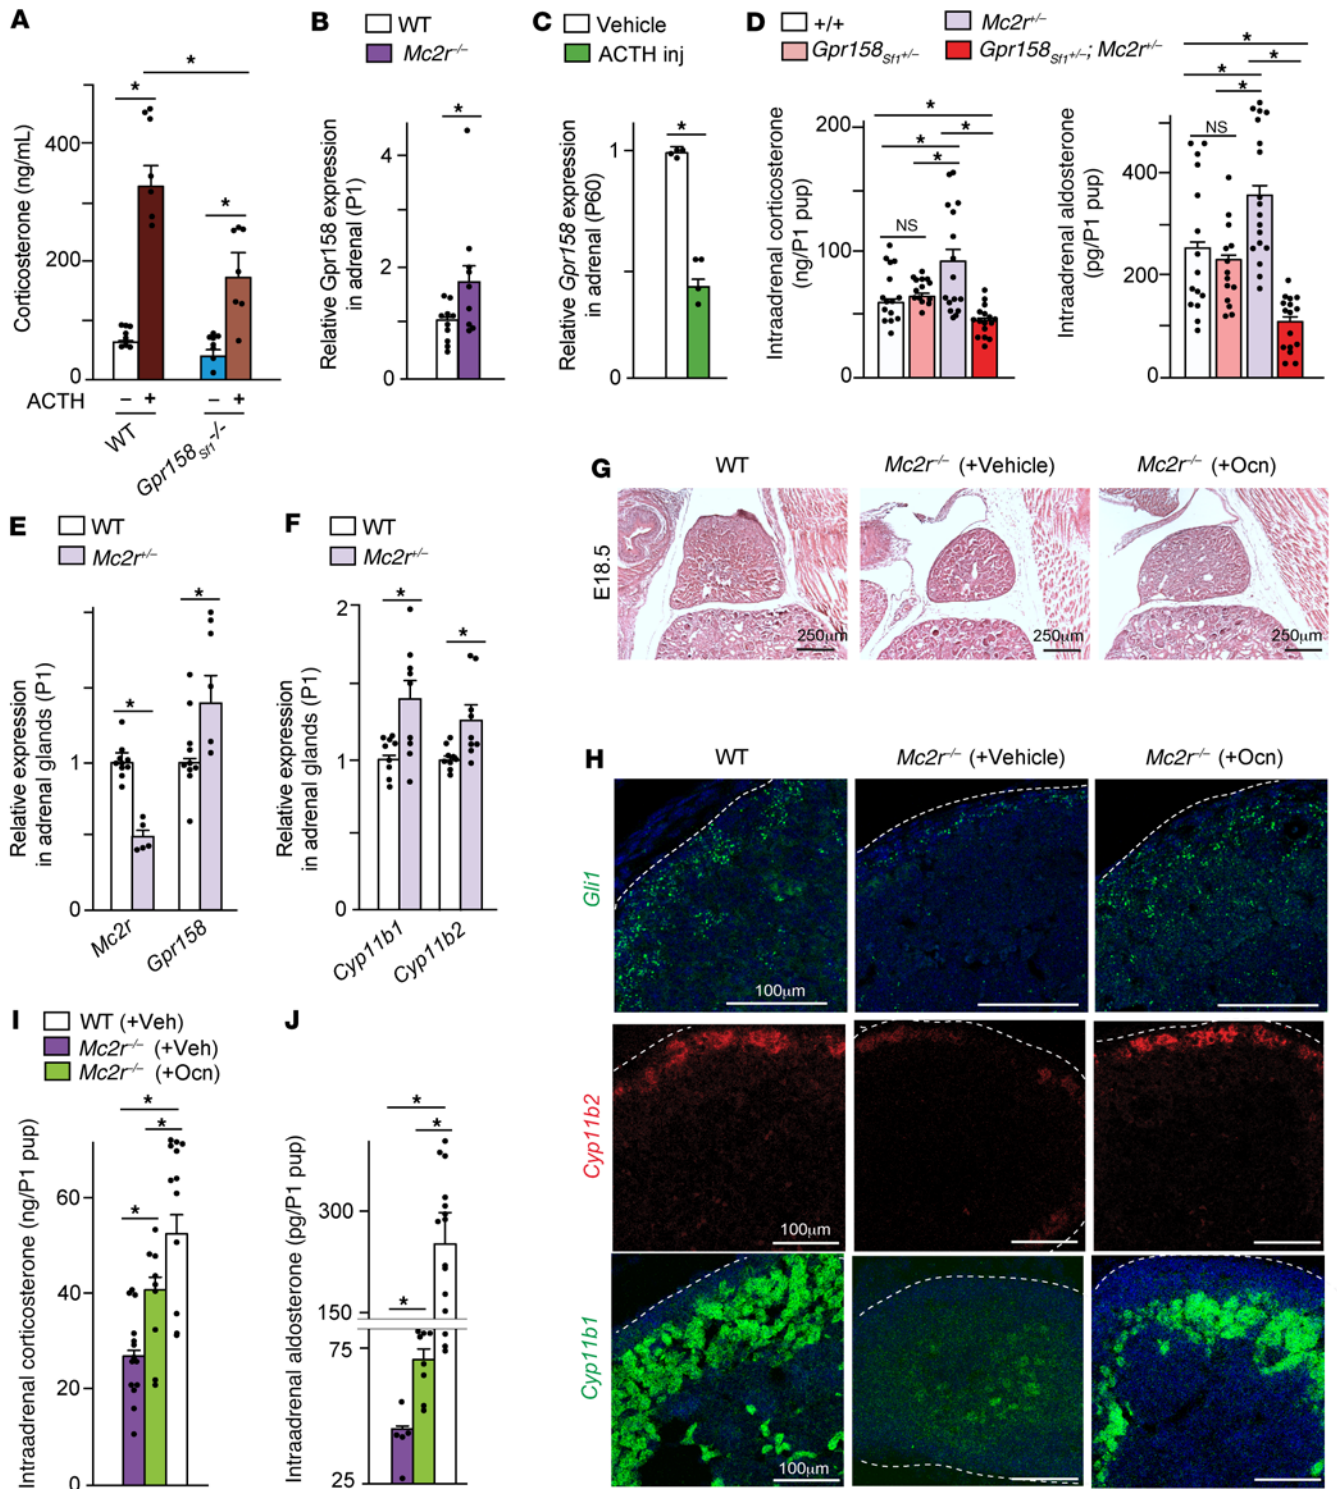 A
Corticosterone (ng/mL)
400
200
0
*
*
*
ACTH
– + – +
WT
Gpr158Sf1-/-
B
WT
Mc2r–/–
Relative Gpr158 expression
in adrenal (P1)
4
2
0
*
C
Vehicle
ACTH inj
Relative Gpr158 expression
in adrenal (P60)
1
0
*
D
+/+
Mc2r+/–
Gpr158Sf1+/–
Gpr158Sf1+/–; Mc2r+/–
Intraadrenal corticosterone
(ng/P1 pup)
200
100
0
*
*
*
*
NS
Intraadrenal aldosterone
(pg/P1 pup)
400
200
0
*
*
*
*
NS
E
WT
Mc2r+/–
Relative expression
in adrenal glands (P1)
1
0
*
*
Mc2r
Gpr158
F
WT
Mc2r+/–
Relative expression
in adrenal glands (P1)
2
1
0
*
*
Cyp11b1
Cyp11b2
G
WT
Mc2r–/– (+Vehicle)
Mc2r–/– (+Ocn)
E18.5
250µm
250µm
250µm
H
WT
Mc2r–/– (+Vehicle)
Mc2r–/– (+Ocn)
Gli1
100µm
Cyp11b2
100µm
Cyp11b1
100µm
I
WT (+Veh)
Mc2r–/– (+Veh)
Mc2r–/– (+Ocn)
Intraadrenal corticosterone (ng/P1 pup)
60
40
20
0
*
*
*
J
Intraadrenal aldosterone (pg/P1 pup)
300
150
75
25
*
*
*